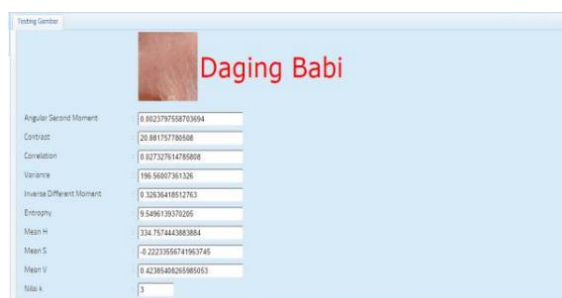 Testing Gambar
Daging Babi
Angular Second Moment : 0.0023797558703694
Contrast : 20.881757780508
Correlation : 0.027327614785808
Variance : 196.56007361326
Inverse Different Moment : 0.32636418512763
Entrophy : 9.5496139370205
Mean H : 334.7574443883884
Mean S : -0.22233556741963745
Mean V : 0.42385408265985053
Nilai k : 3